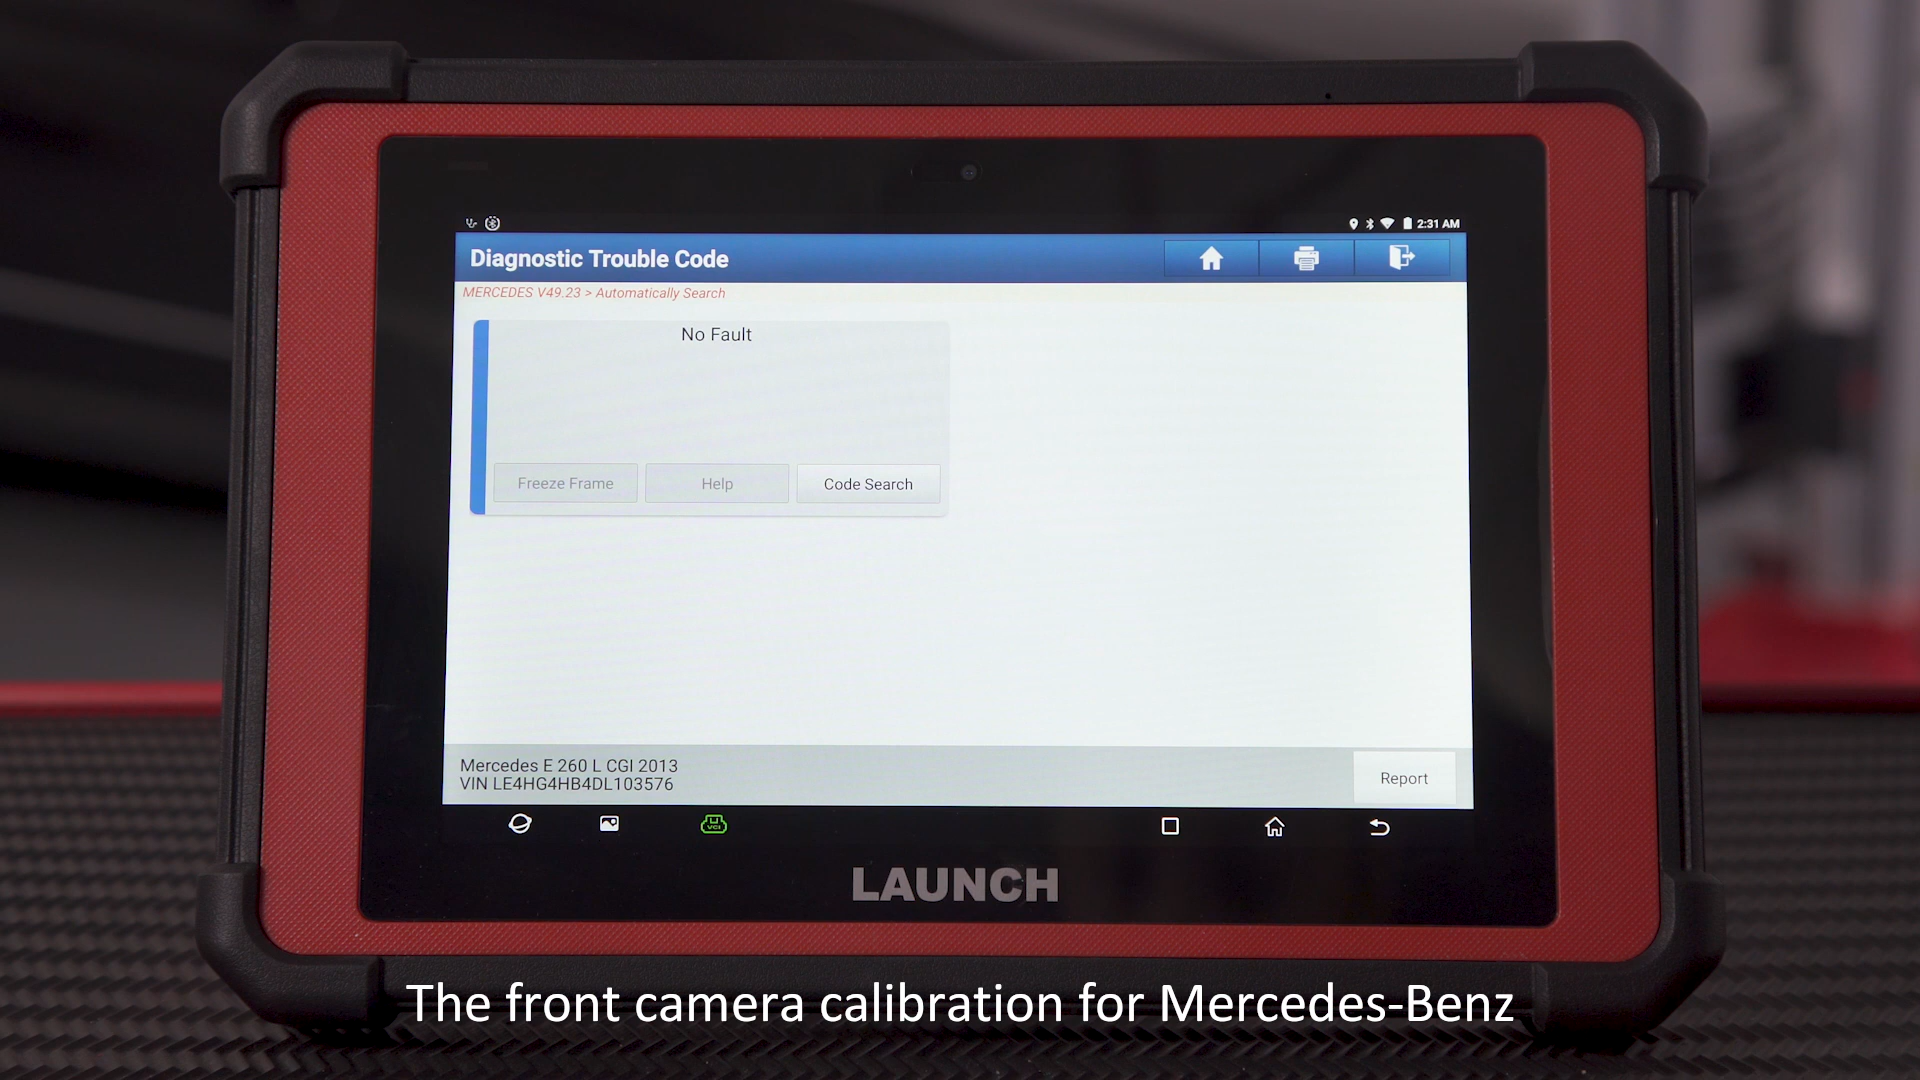 2:31 AM
Diagnostic Trouble Code
MERCEDES V49.23 > Automatically Search
No Fault
Freeze Frame
Help
Code Search
Mercedes E 260 L CGI 2013
VIN LE4HG4HB4DL103576
Report
VCI
LAUNCH
The front camera calibration for Mercedes-Benz